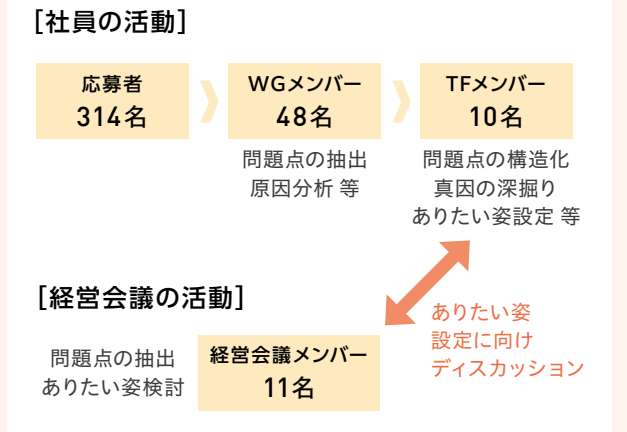 [社員の活動]
応募者
314名
WGメンバー
48名
TFメンバー
10名
問題点の抽出
原因分析 等
問題点の構造化
真因の深掘り
ありたい姿設定 等
[経営会議の活動]
ありたい姿
設定に向け
ディスカッション
問題点の抽出
ありたい姿検討
経営会議メンバー
11名